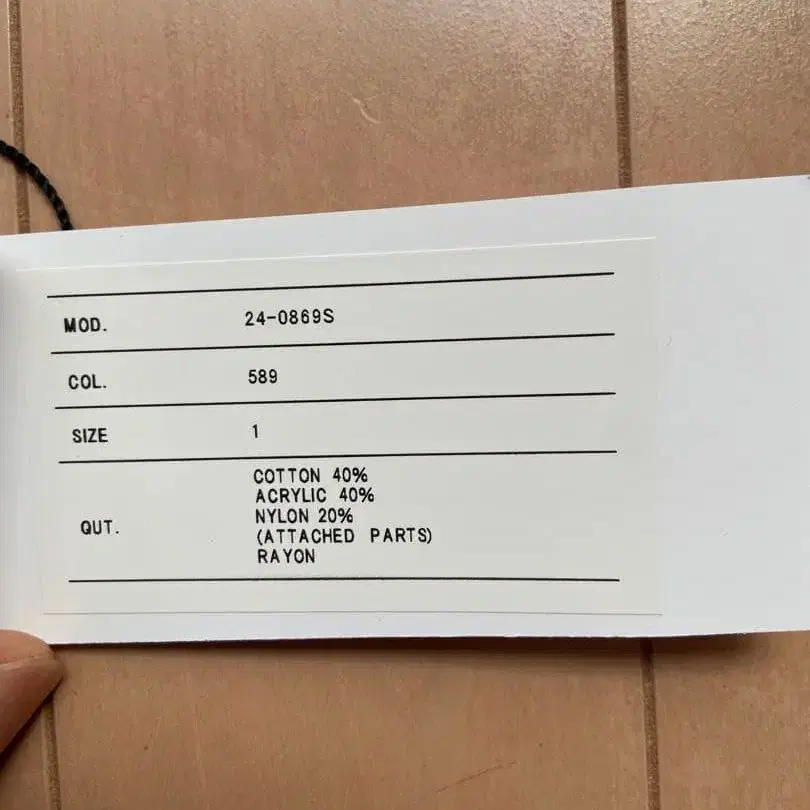 MOD. 24-0869S
COL. 589
SIZE 1
QUT. COTTON 40%
ACRYLIC 40%
NYLON 20%
(ATTACHED PARTS)
RAYON